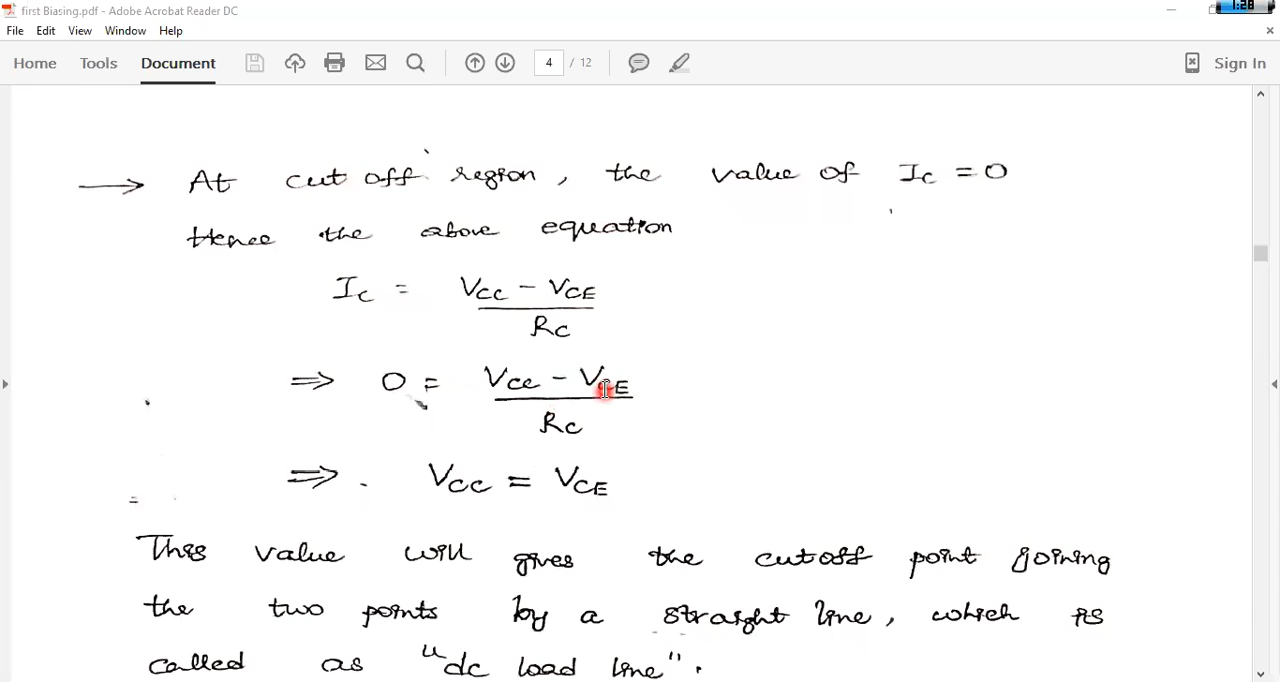 first Biasing.pdf - Adobe Acrobat Reader DC
1:28
File Edit View Window Help
Home Tools Document 4 / 12 Sign In
→ At cut off region, the value of Ic = 0
Hence the above equation
Ic = VCC - VCE
RC
⇒ 0 = VCC - VCE
RC
⇒ VCC = VCE
This value will gives the cutoff point joining
the two points by a straight line, which is
called as "dc load line".